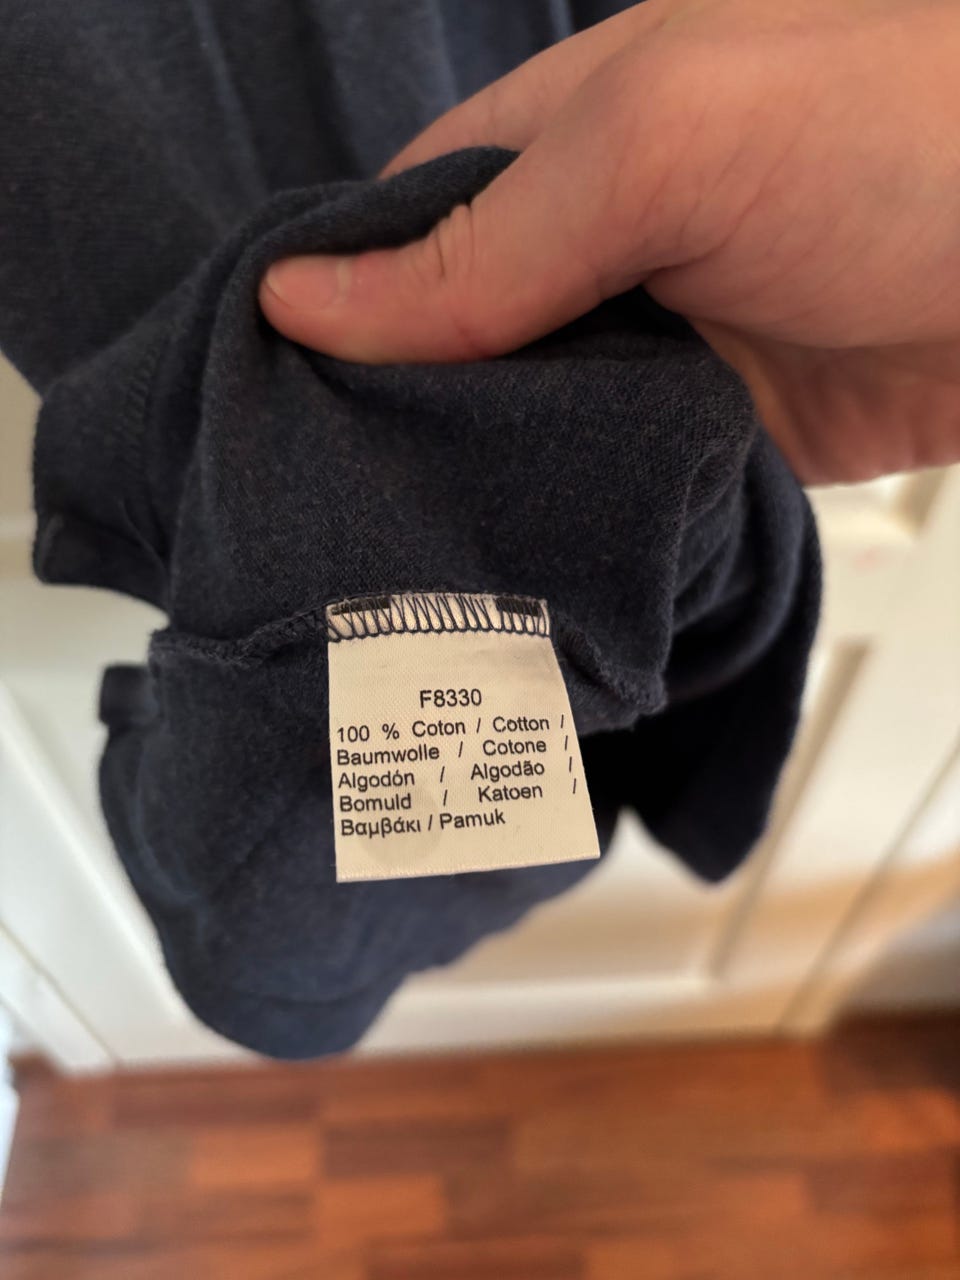 F8330
100 % Coton / Cotton /
Baumwolle / Cotone /
Algodón / Algodão /
Bomuld / Katoen /
Βαμβάκι / Pamuk